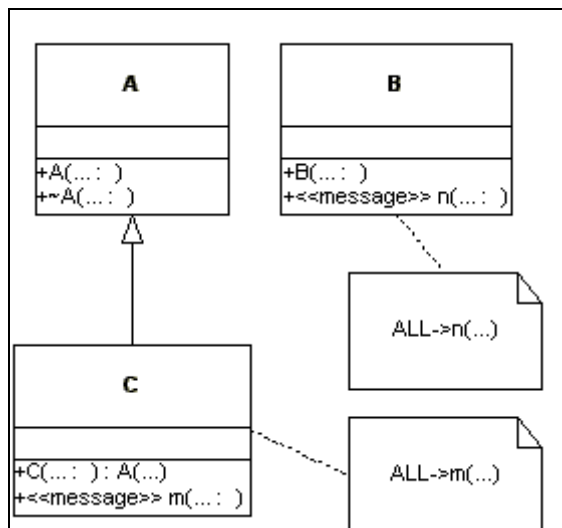 A
+A(... : )
+~A(... : )
B
+B(... : )
+<<message>> n(... : )
ALL->n(...)
C
+C(... : ) : A(...)
+<<message>> m(... : )
ALL->m(...)